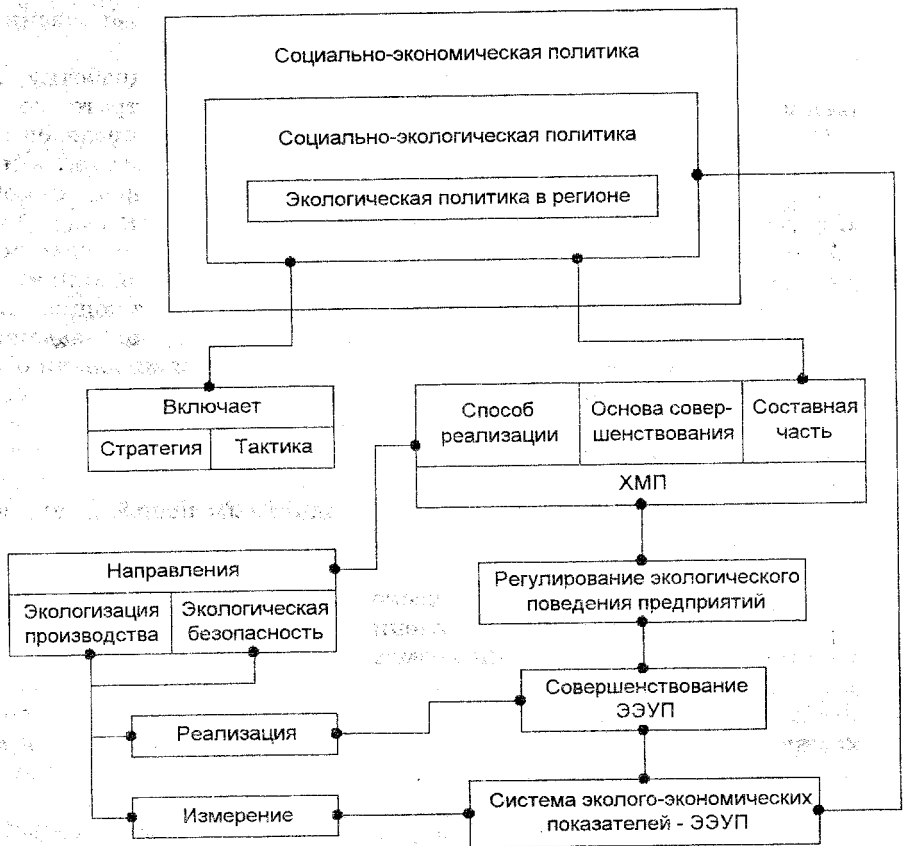 Социально-экономическая политика
Социально-экологическая политика
Экологическая политика в регионе
Включает
Стратегия
Тактика
Способ
реализации
Основа совер-
шенствования
Составная
часть
ХМП
Направления
Экологизация
производства
Экологическая
безопасность
Регулирование экологического
поведения предприятий
Совершенствование
ЭЭУП
Реализация
Измерение
Система эколого-экономических
показателей - ЭЭУП